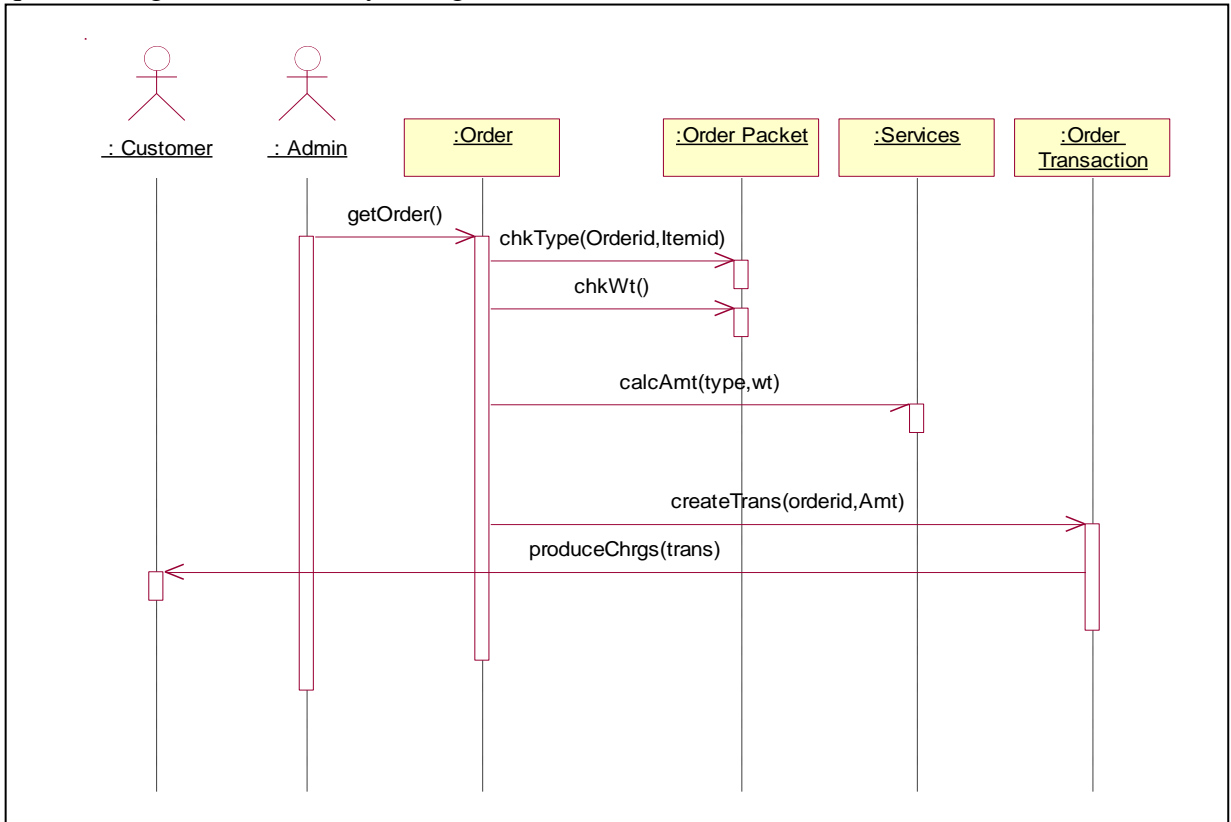 : Customer
: Admin
:Order
:Order Packet
:Services
:Order
Transaction
getOrder()
chkType(Orderid,Itemid)
chkWt()
calcAmt(type,wt)
createTrans(orderid,Amt)
produceChrgs(trans)